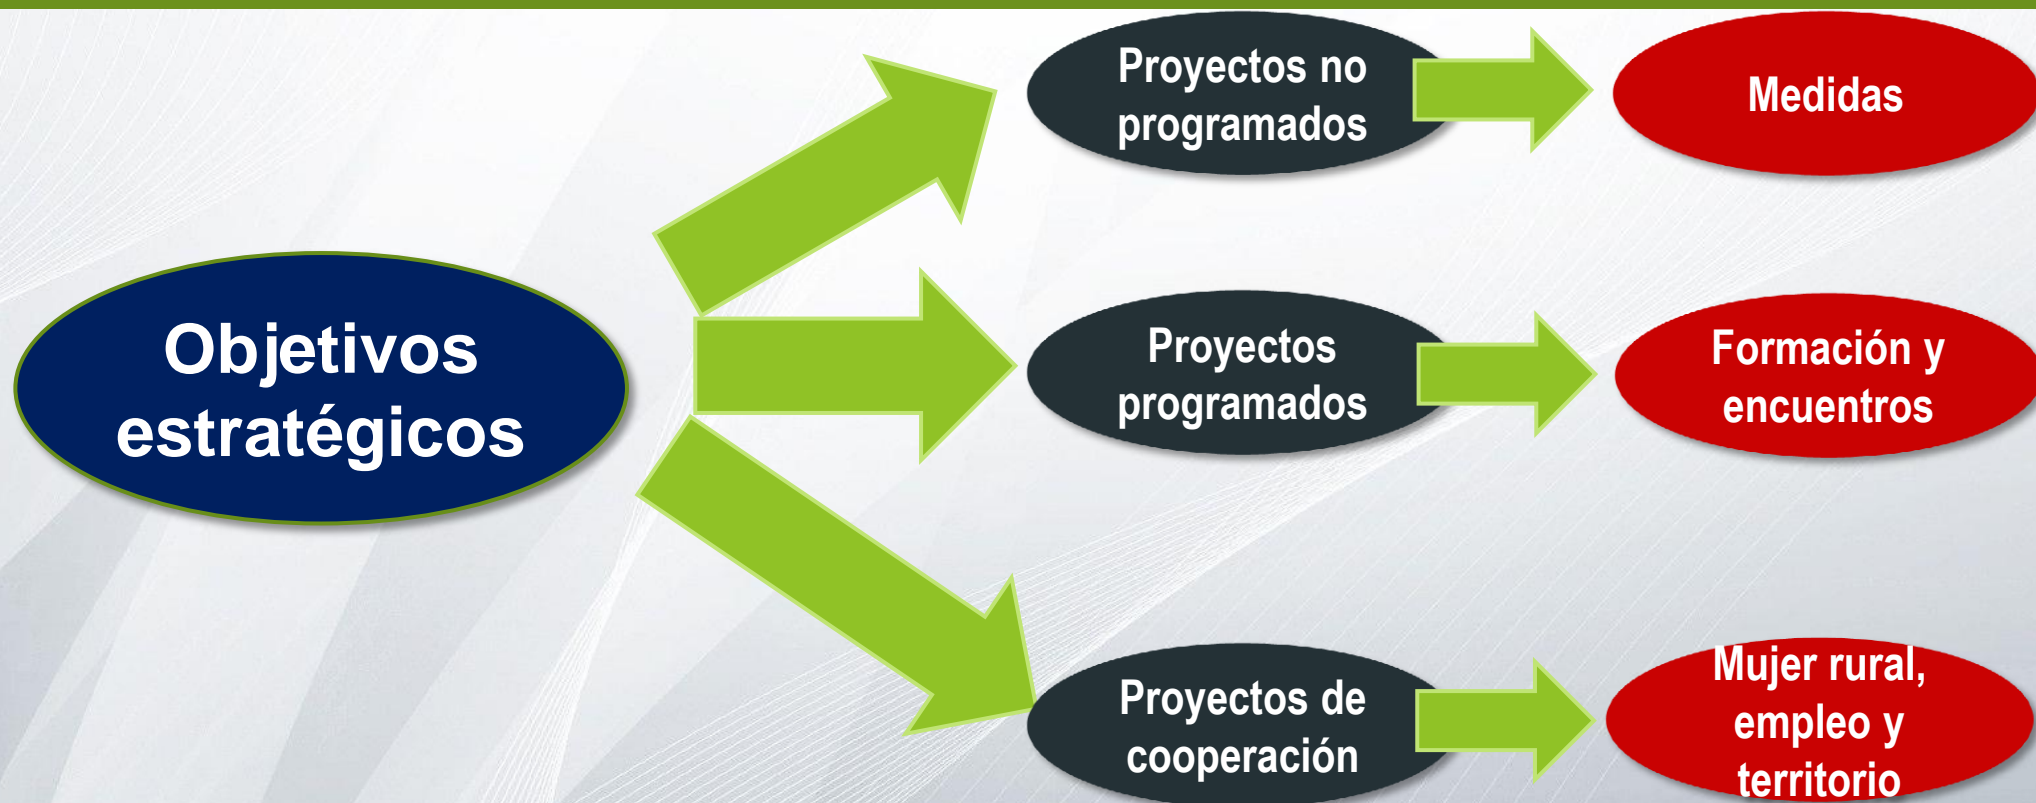 Proyectos no
programados
Medidas
Objetivos
estratégicos
Proyectos
programados
Formación y
encuentros
Proyectos de
cooperación
Mujer rural,
empleo y
territorio